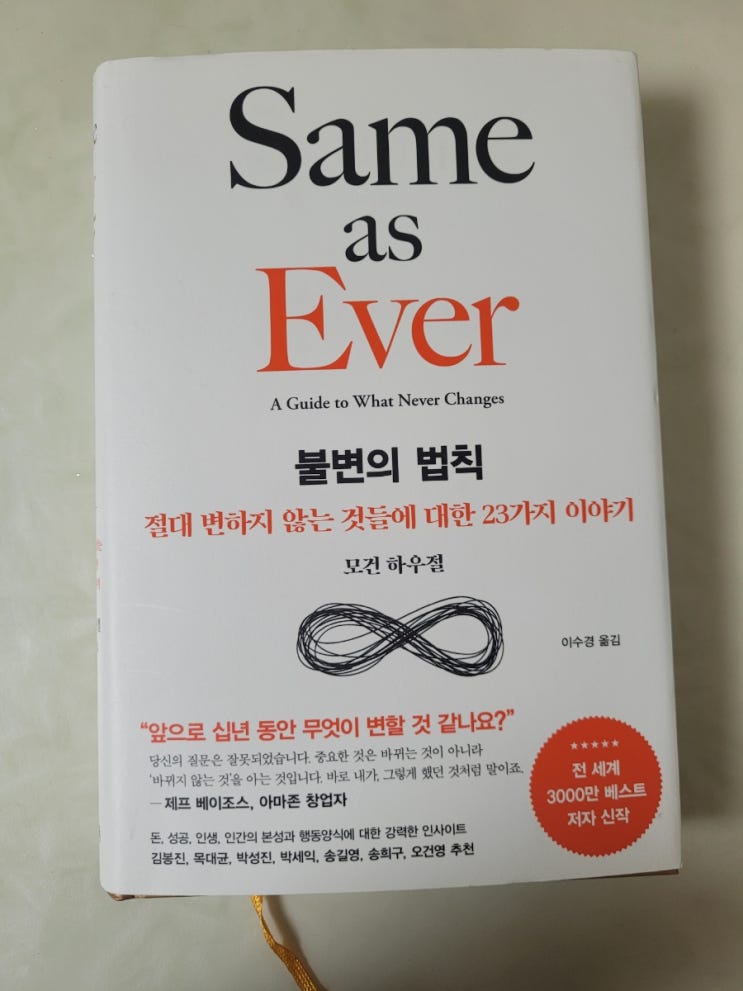 Same
as
Ever
A Guide to What Never Changes
불변의 법칙
절대 변하지 않는 것들에 대한 23가지 이야기
모건 하우절
이수경 옮김
“앞으로 십년 동안 무엇이 변할 것 같나요?”
당신의 질문은 잘못되었습니다. 중요한 것은 바뀌는 것이 아니라
‘바뀌지 않는 것’을 아는 것입니다. 바로 내가, 그렇게 했던 것처럼 말이죠.
— 제프 베이조스, 아마존 창업자
돈, 성공, 인생, 인간의 본성과 행동양식에 대한 강력한 인사이트
김봉진, 목대균, 박성진, 박세익, 송길영, 송희구, 오건영 추천
★★★★★
전 세계
3000만 베스트
저자 신작